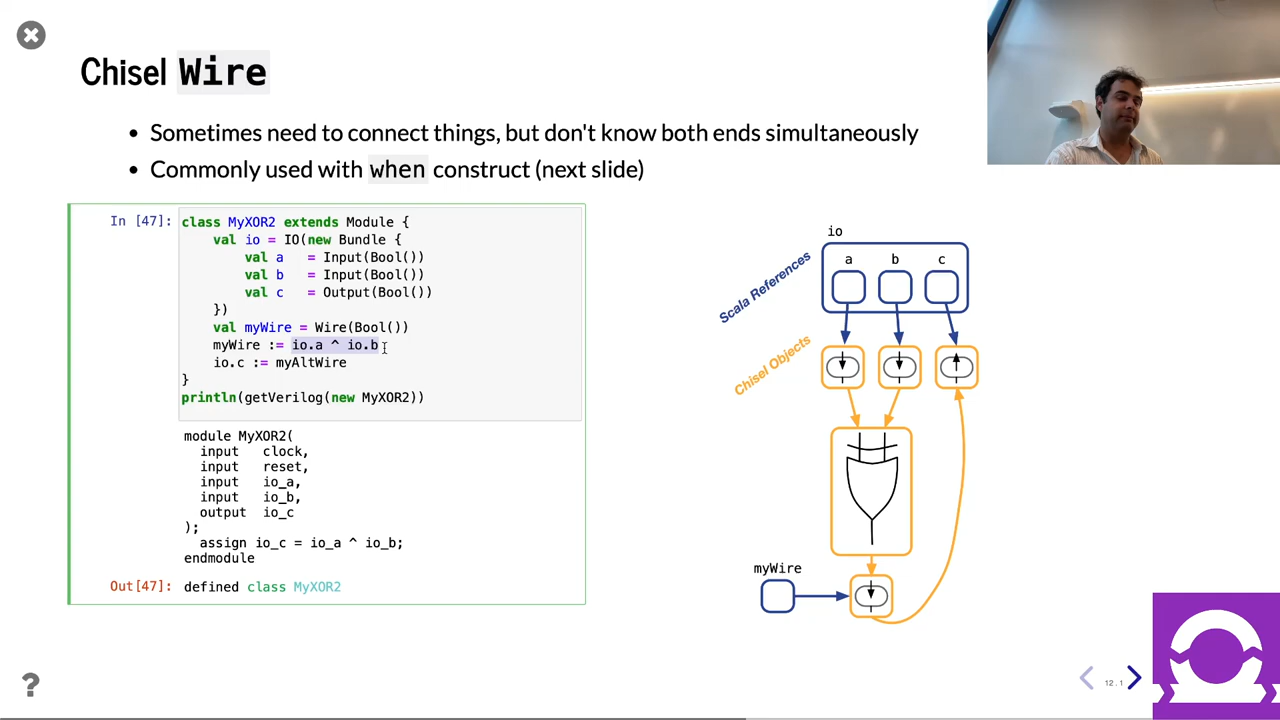 Chisel Wire
• Sometimes need to connect things, but don't know both ends simultaneously
• Commonly used with when construct (next slide)
In [47]: class MyXOR2 extends Module {
val io = IO(new Bundle {
val a = Input(Bool())
val b = Input(Bool())
val c = Output(Bool())
})
val myWire = Wire(Bool())
myWire := io.a ^ io.b
io.c := myAltWire
}
println(getVerilog(new MyXOR2))
module MyXOR2(
input clock,
input reset,
input io_a,
input io_b,
output io_c
);
assign io_c = io_a ^ io_b;
endmodule
Out[47]: defined class MyXOR2
io
a b c
Scala References
Chisel Objects
myWire
?
12.1